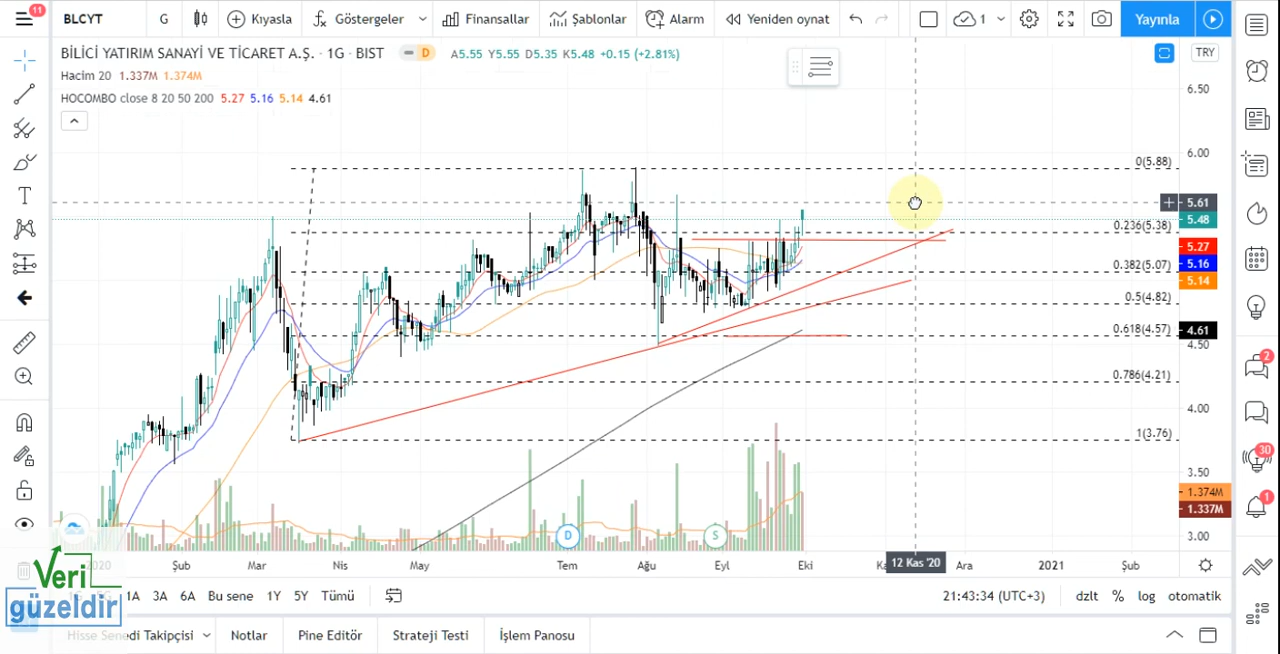 11
BLCYT
G
Kıyasla
Göstergeler
Finansallar
Şablonlar
Alarm
Yeniden oynat
1
Yayınla
BİLİCİ YATIRIM SANAYİ VE TİCARET A.Ş. · 1G · BIST
D
A5.55 Y5.55 D5.35 K5.48 +0.15 (+2.81%)
TRY
Hacim 20 1.337M 1.374M
HOCOMBO close 8 20 50 200 5.27 5.16 5.14 4.61
6.50
6.00
0(5.88)
5.61
5.48
0.236(5.38)
5.27
0.382(5.07)
5.16
5.14
0.5(4.82)
0.618(4.57)
4.61
4.50
0.786(4.21)
4.00
1(3.76)
3.50
1.374M
1.337M
3.00
D
S
2
30
1
2020
Şub
Mar
Nis
May
Tem
Ağu
Eyl
Eki
12 Kas '20
Ara
2021
Şub
Veri
güzeldir
1A
3A
6A
Bu sene
1Y
5Y
Tümü
21:43:34 (UTC+3)
dzlt
%
log
otomatik
Hisse Senedi Takipçisi
Notlar
Pine Editör
Strateji Testi
İşlem Panosu